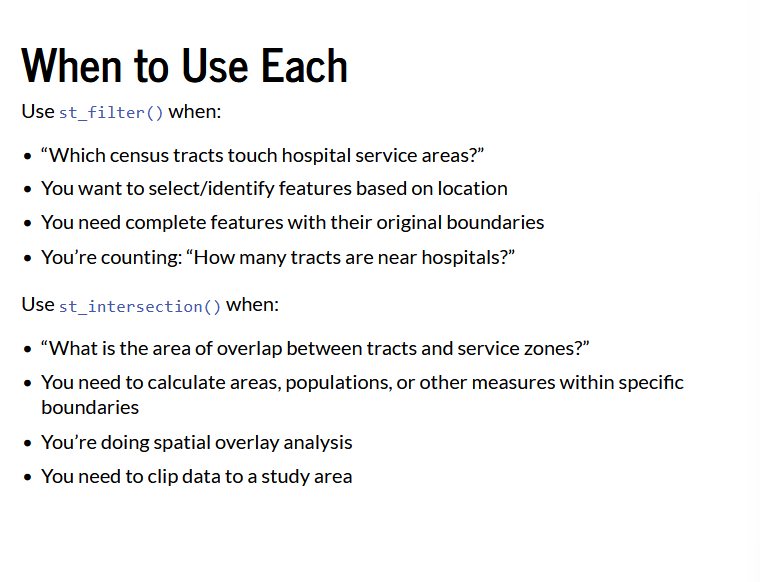 When to Use Each
Use st_filter() when:
• “Which census tracts touch hospital service areas?”
• You want to select/identify features based on location
• You need complete features with their original boundaries
• You’re counting: “How many tracts are near hospitals?”
Use st_intersection() when:
• “What is the area of overlap between tracts and service zones?”
• You need to calculate areas, populations, or other measures within specific
boundaries
• You’re doing spatial overlay analysis
• You need to clip data to a study area